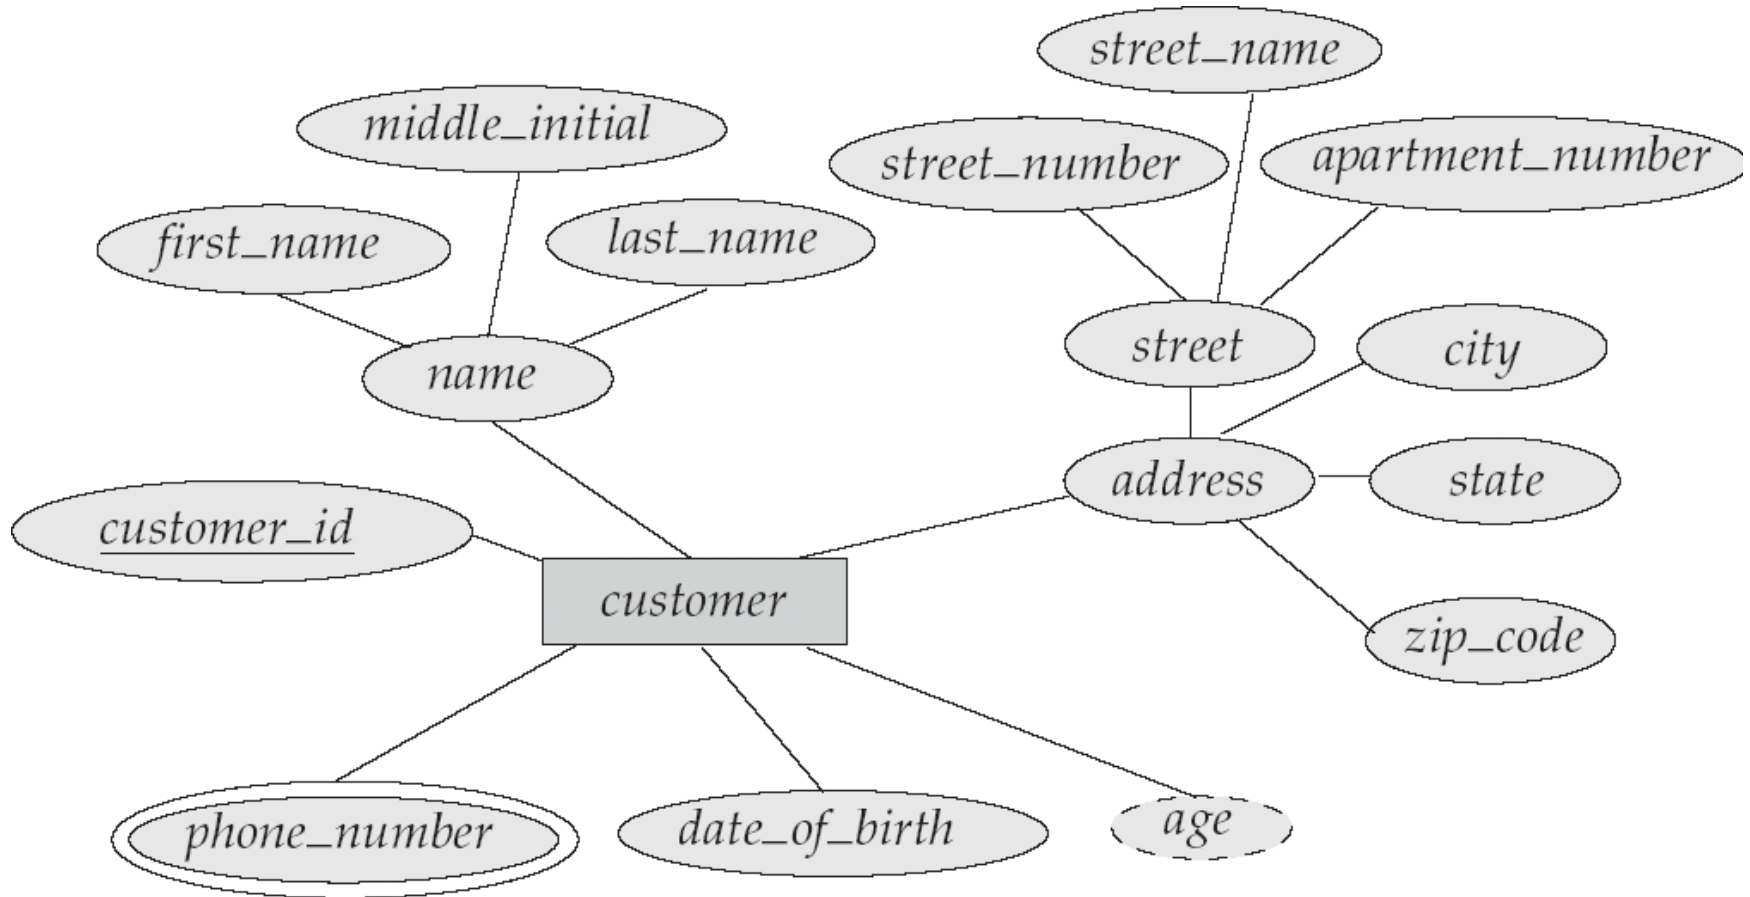 street_name
middle_initial
street_number
apartment_number
first_name
last_name
street
city
name
address
state
customer_id
customer
zip_code
phone_number
date_of_birth
age